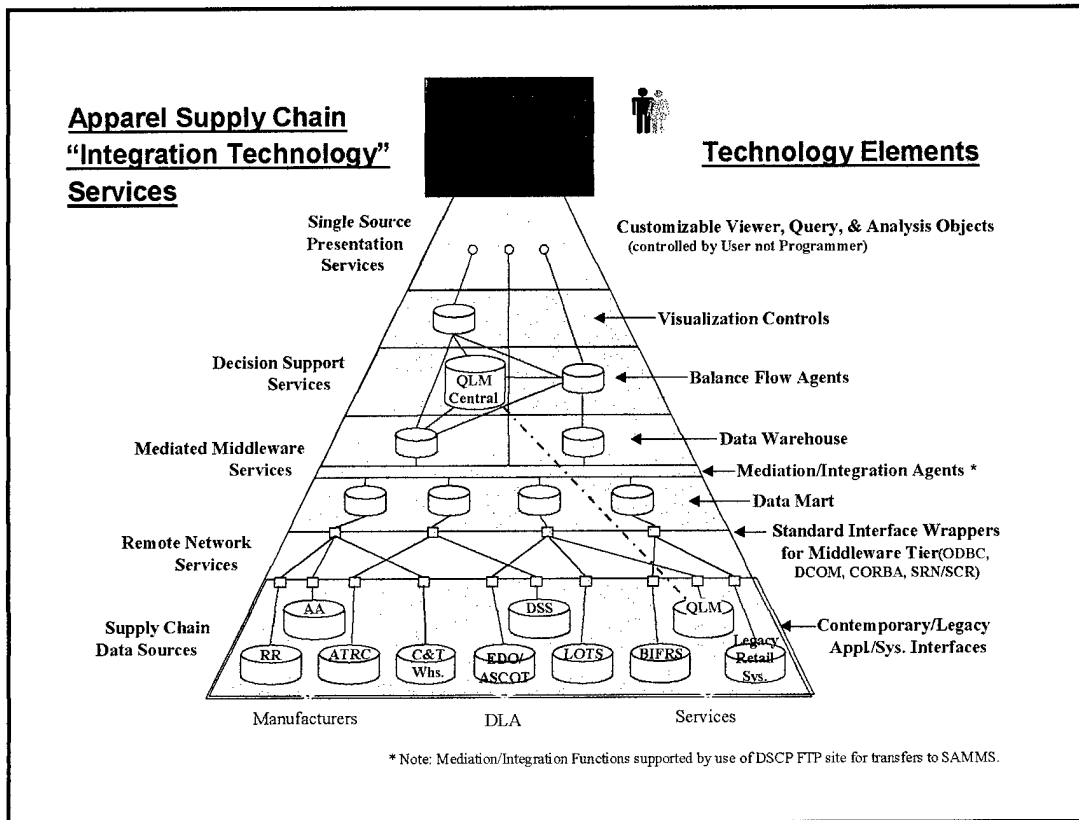 Apparel Supply Chain
“Integration Technology”
Services
Technology Elements
Single Source
Presentation
Services
Customizable Viewer, Query, & Analysis Objects
(controlled by User not Programmer)
Visualization Controls
Decision Support
Services
QLM
Central
Balance Flow Agents
Mediated Middleware
Services
Data Warehouse
Mediation/Integration Agents *
Data Mart
Remote Network
Services
Standard Interface Wrappers
for Middleware Tier(ODBC,
DCOM, CORBA, SRN/SCR)
Supply Chain
Data Sources
AA
DSS
QLM
Contemporary/Legacy
Appl./Sys. Interfaces
RR
ATRC
C&T
Whs.
EDO/
ASCOT
LOTS
BIFRS
Legacy
Retail
Sys.
Manufacturers
DLA
Services
* Note: Mediation/Integration Functions supported by use of DSCP FTP site for transfers to SAMMS.